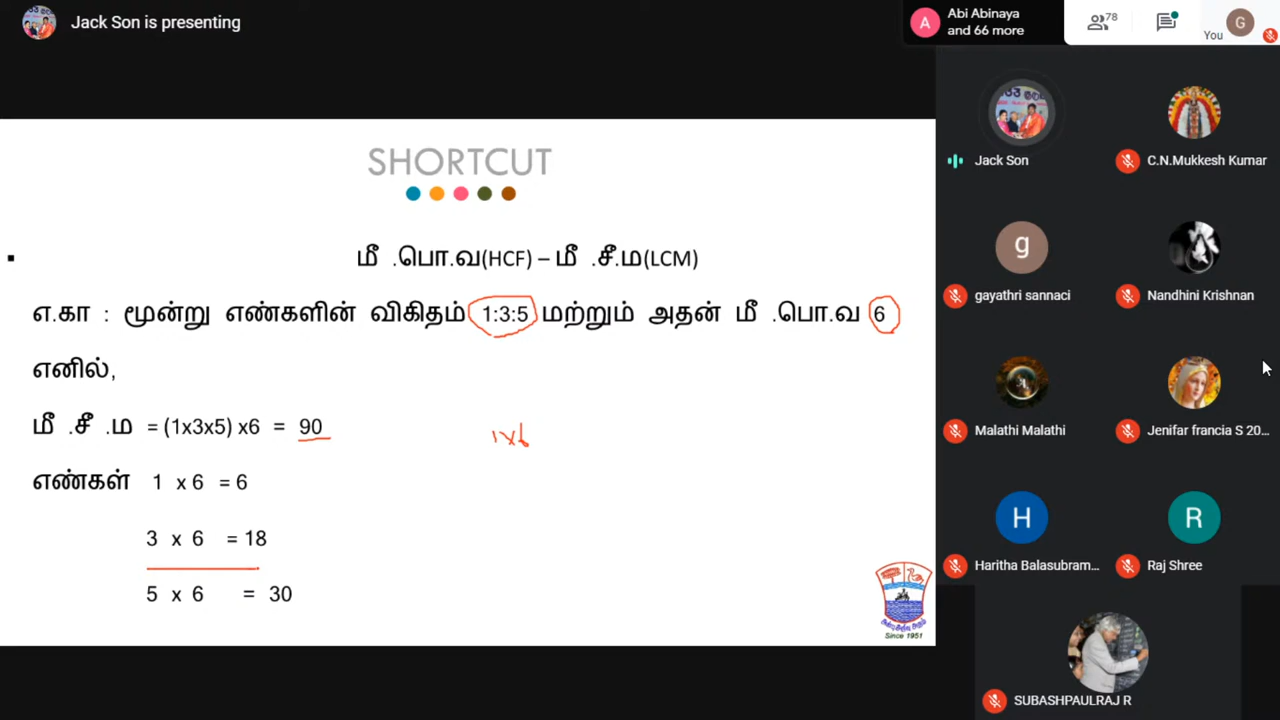 Jack Son is presenting
Abi Abinaya
and 66 more
78
You
G
A
SHORTCUT
மீ .பொ.வ(HCF) – மீ .சீ.ம(LCM)
எ.கா : மூன்று எண்களின் விகிதம் 1:3:5 மற்றும் அதன் மீ .பொ.வ 6
எனில்,
மீ .சீ .ம = (1x3x5) x6 = 90
1x6
எண்கள் 1 x 6 = 6
3 x 6 = 18
5 x 6 = 30
Since 1951
Jack Son
C.N.Mukkesh Kumar
g
gayathri sannaci
Nandhini Krishnan
Malathi Malathi
Jenifar francia S 20...
H
R
Haritha Balasubram...
Raj Shree
SUBASHPAULRAJ R